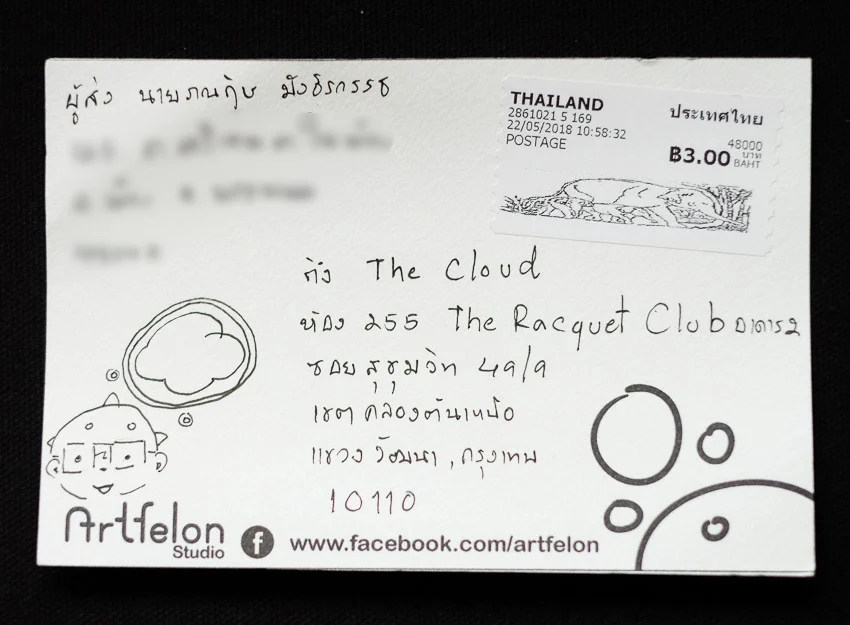 ผู้ส่ง นายภณกฤษ มังธิรกรรช
THAILAND
2861021 5 169
22/05/2018 10:58:32
POSTAGE
ประเทศไทย
48000
฿3.00 บาท
BAHT
ถึง The Cloud
ห้อง 255 The Racquet Club อาคาร 2
ซอยสุขุมวิท 49/9
เขต คลองตันเหนือ
แขวง วัฒนา, กรุงเทพ
10110
Artfelon
Studio
f www.facebook.com/artfelon